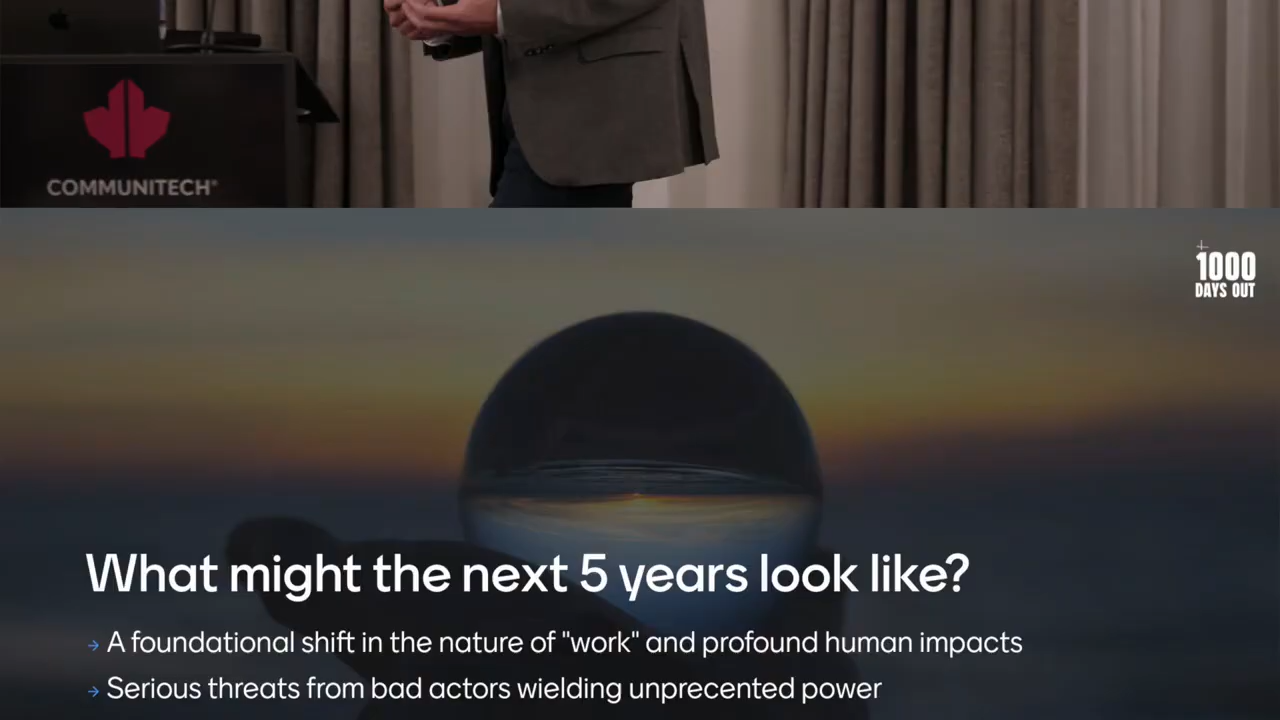 COMMUNITECH®
1000
DAYS OUT
What might the next 5 years look like?
→ A foundational shift in the nature of "work" and profound human impacts
→ Serious threats from bad actors wielding unprecented power